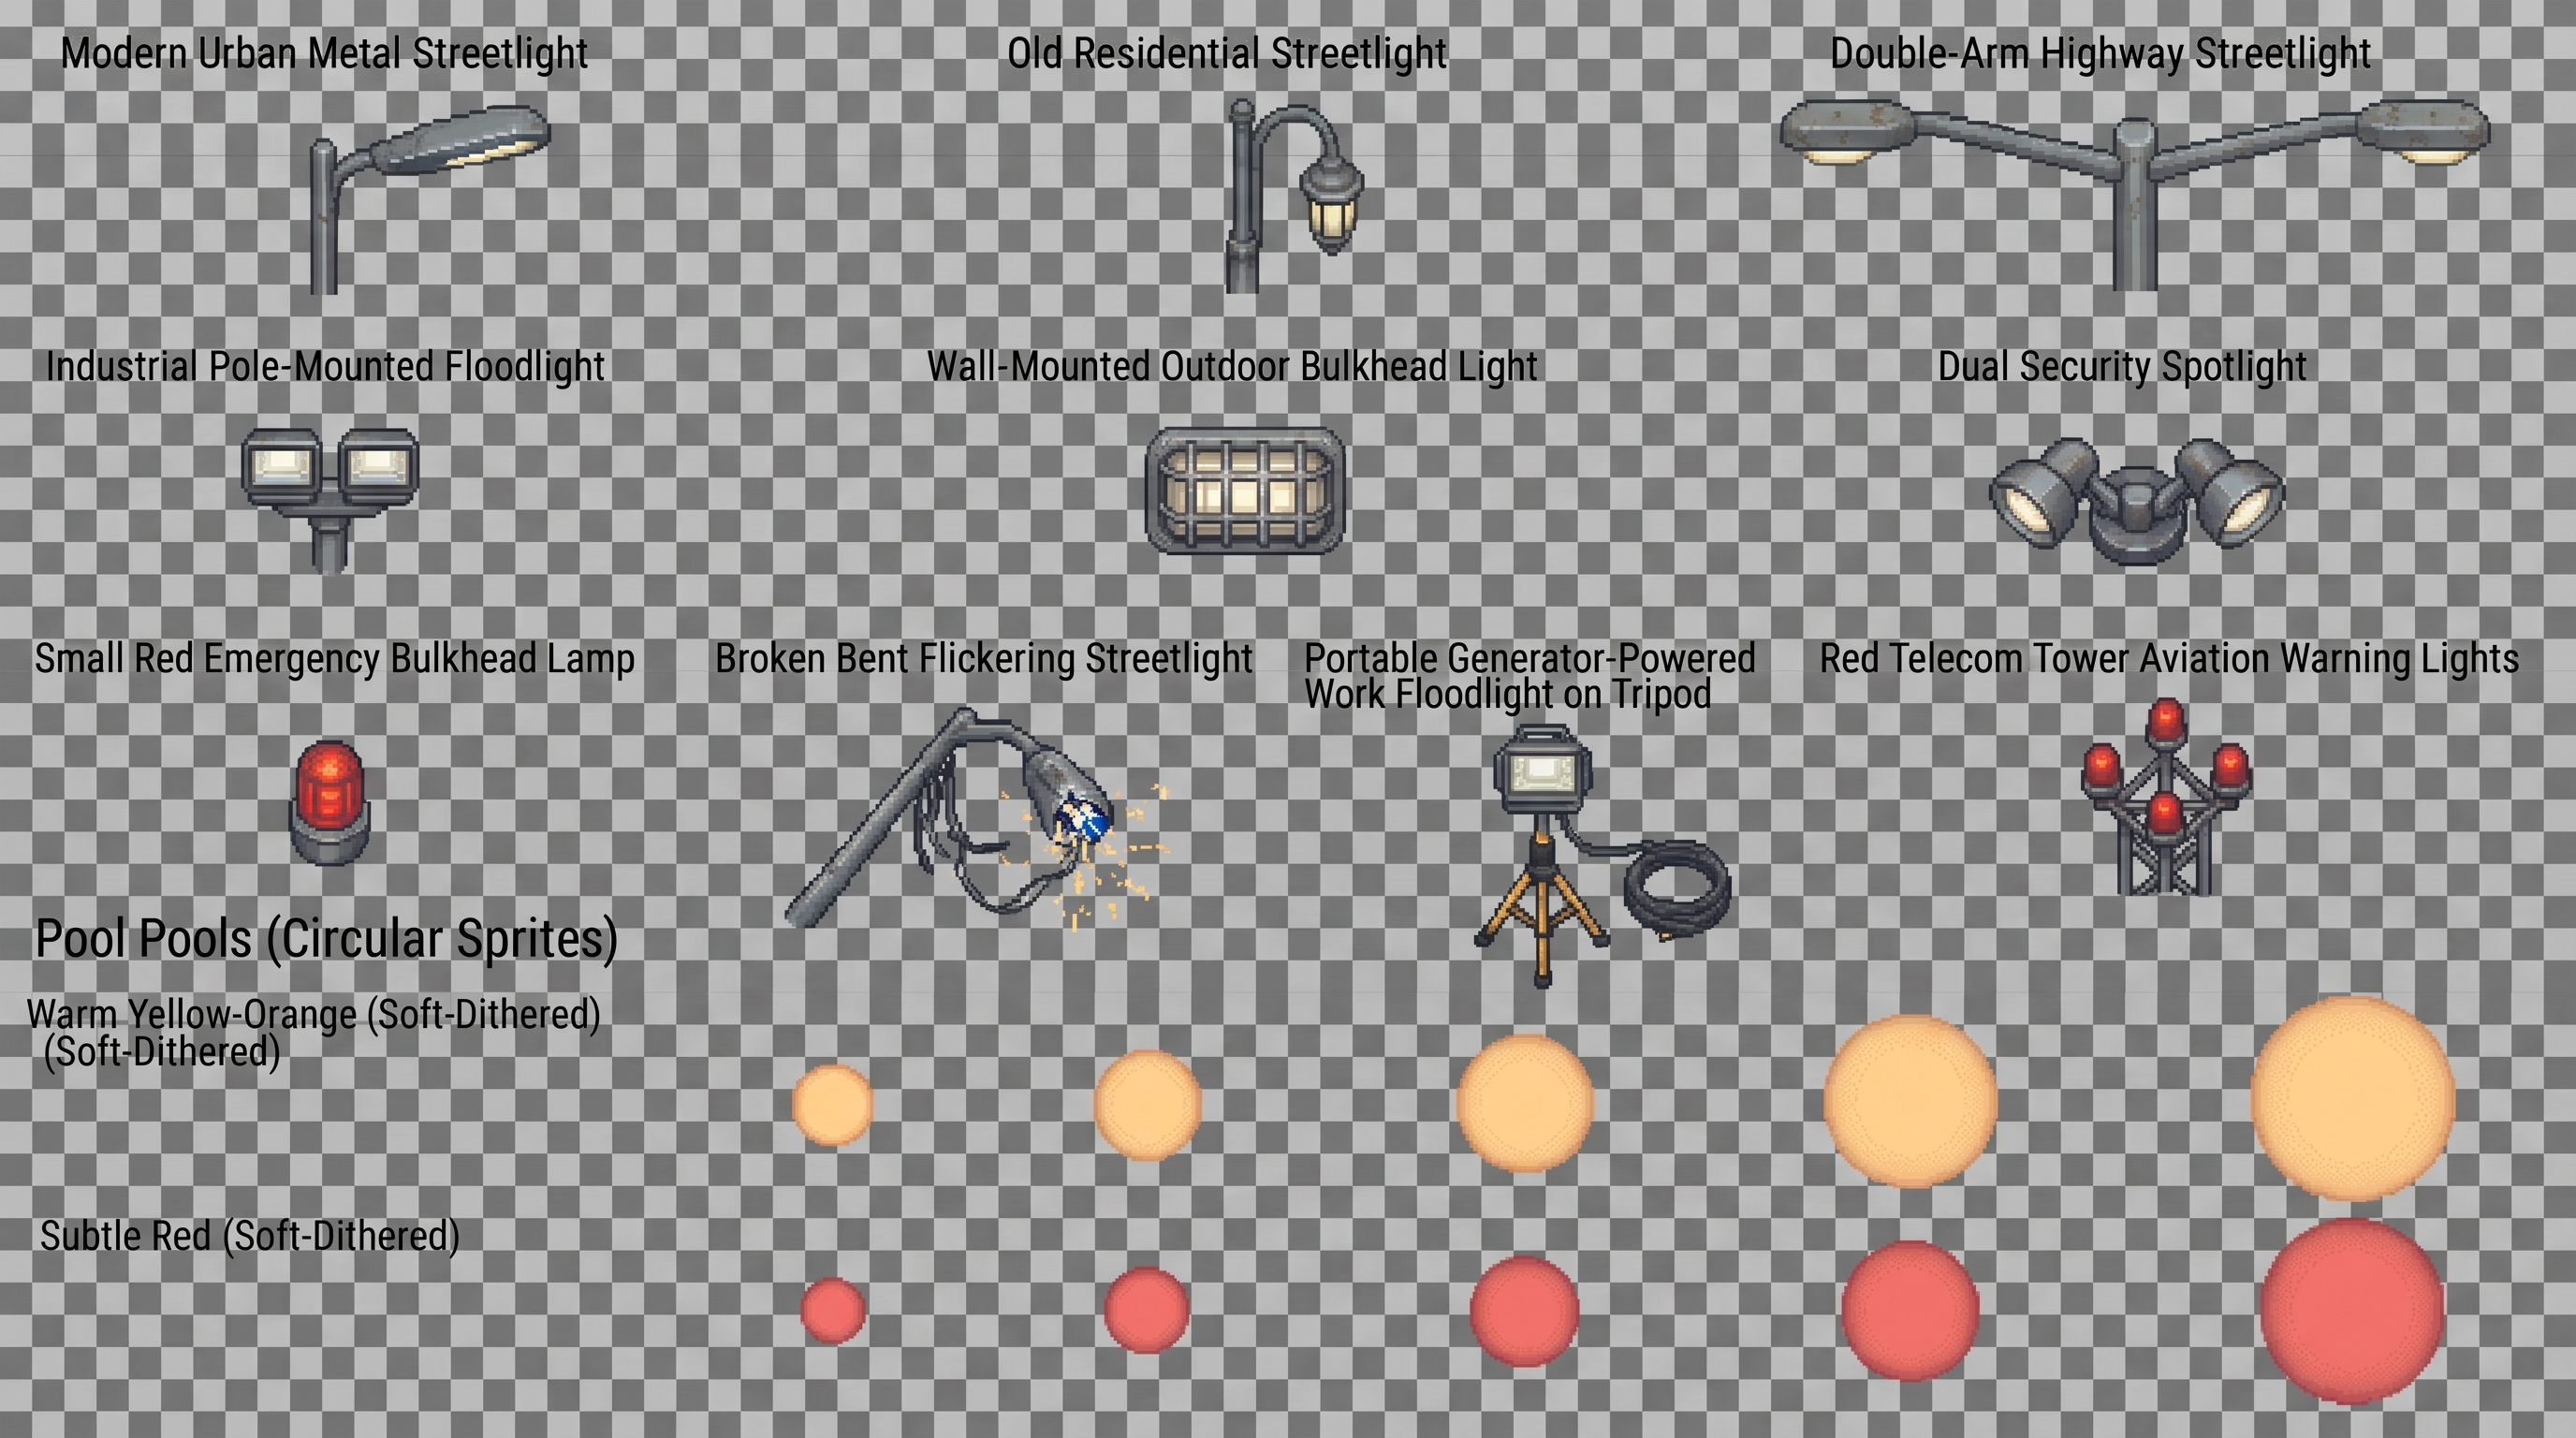 Modern Urban Metal Streetlight
Old Residential Streetlight
Double-Arm Highway Streetlight
Industrial Pole-Mounted Floodlight
Wall-Mounted Outdoor Bulkhead Light
Dual Security Spotlight
Small Red Emergency Bulkhead Lamp
Broken Bent Flickering Streetlight
Portable Generator-Powered
Work Floodlight on Tripod
Red Telecom Tower Aviation Warning Lights
Pool Pools (Circular Sprites)
Warm Yellow-Orange (Soft-Dithered)
(Soft-Dithered)
Subtle Red (Soft-Dithered)